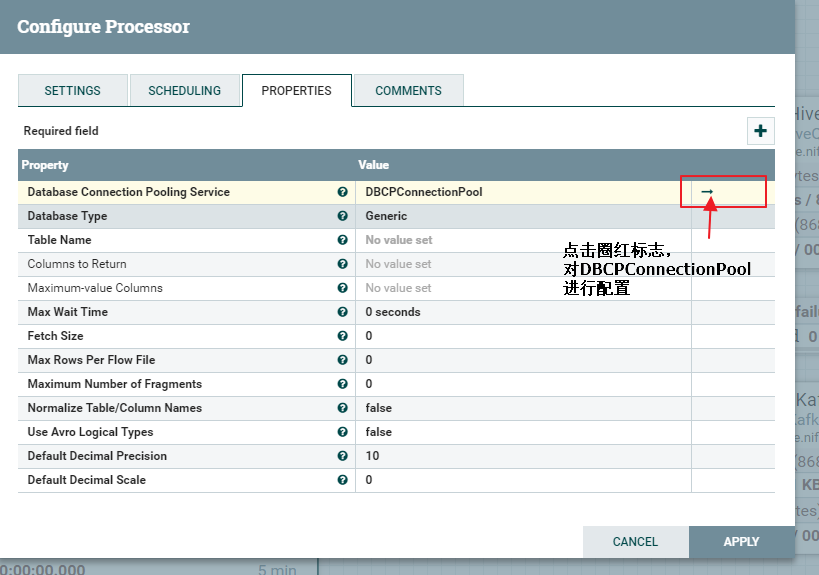 Configure Processor
SETTINGS SCHEDULING PROPERTIES COMMENTS
Required field
Property Value
Database Connection Pooling Service DBCPConnectionPool
Database Type Generic
Table Name No value set
Columns to Return No value set
Maximum-value Columns No value set
Max Wait Time 0 seconds
Fetch Size 0
Max Rows Per Flow File 0
Maximum Number of Fragments 0
Normalize Table/Column Names false
Use Avro Logical Types false
Default Decimal Precision 10
Default Decimal Scale 0
点击圈红标志，
对DBCPConnectionPool
进行配置
CANCEL APPLY
0:00:00.000 5 min